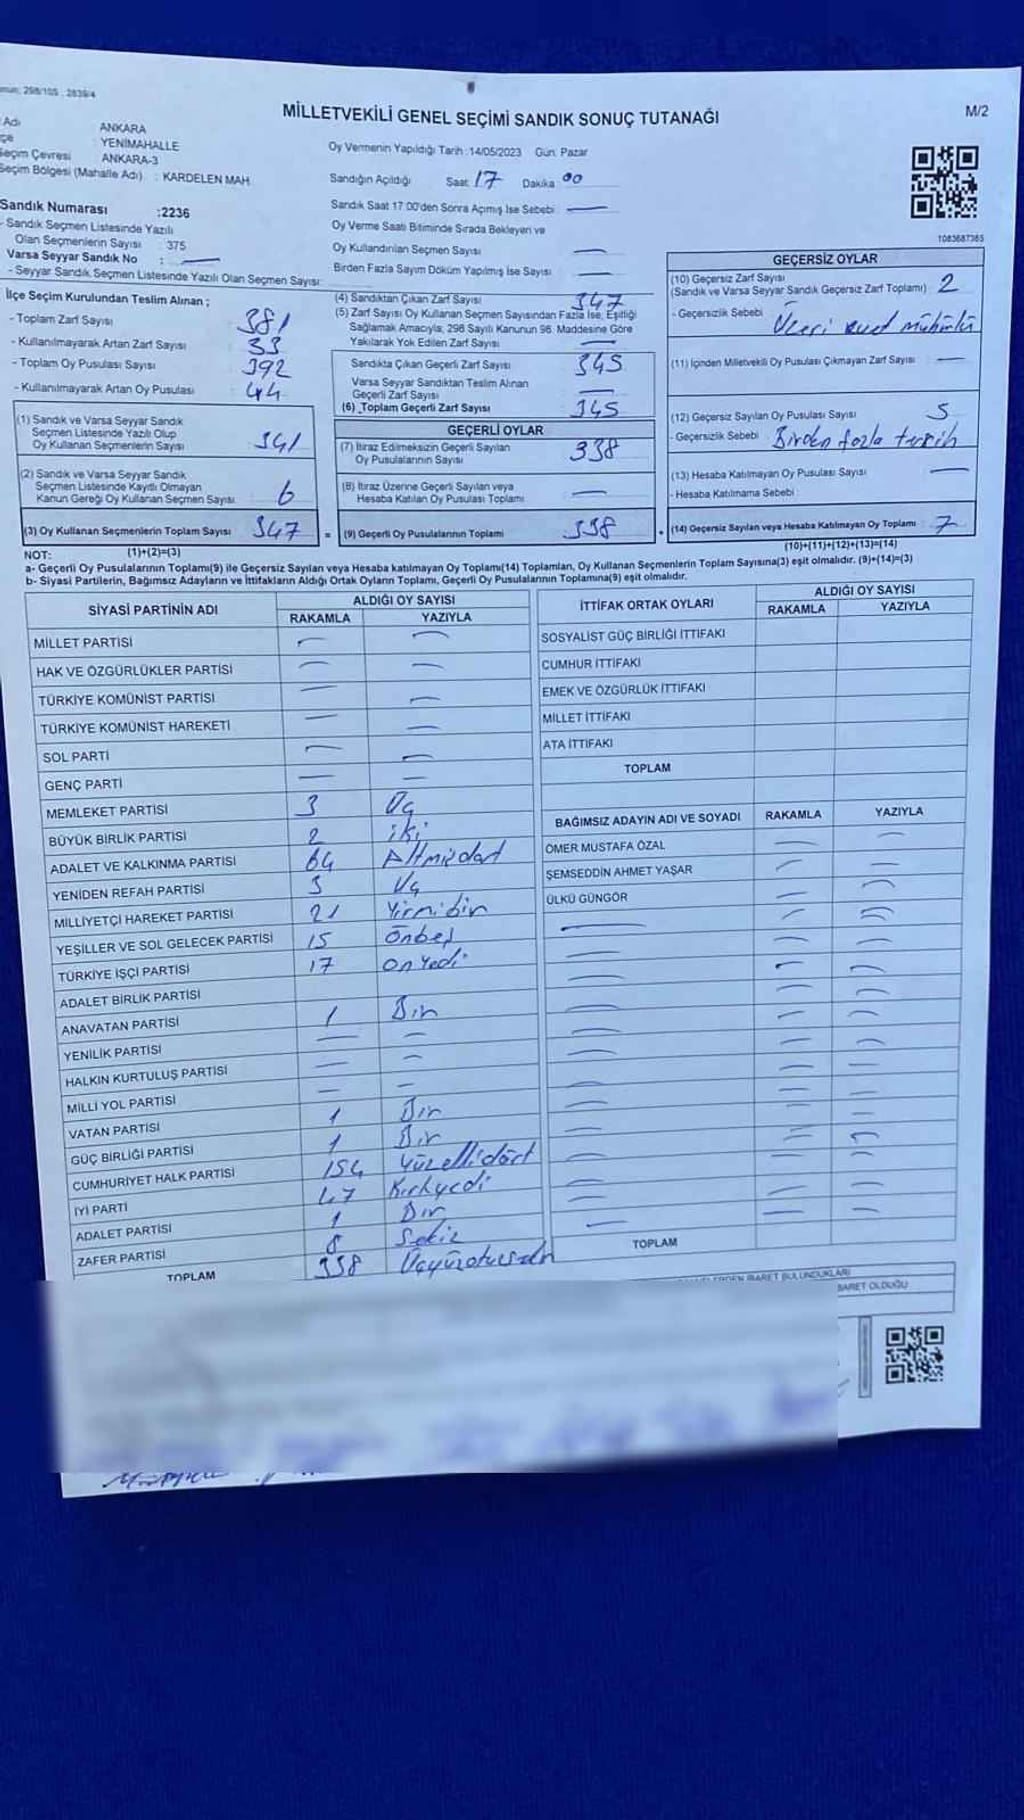 298/105 : 2839/4
MİLLETVEKİLİ GENEL SEÇİMİ SANDIK SONUÇ TUTANAĞI
M/2
Adı ANKARA
çe YENİMAHALLE
Seçim Çevresi ANKARA-3
Seçim Bölgesi (Mahalle Adı) : KARDELEN MAH
Sandık Numarası :2236
- Sandık Seçmen Listesinde Yazılı
Olan Seçmenlerin Sayısı 375
Varsa Seyyar Sandık No : —
- Seyyar Sandık Seçmen Listesinde Yazılı Olan Seçmen Sayısı:
İlçe Seçim Kurulundan Teslim Alınan ;
- Toplam Zarf Sayısı 381
- Kullanılmayarak Artan Zarf Sayısı 33
- Toplam Oy Pusulası Sayısı 392
- Kullanılmayarak Artan Oy Pusulası 44
(1) Sandık ve Varsa Seyyar Sandık
Seçmen Listesinde Yazılı Olup
Oy Kullanan Seçmenlerin Sayısı 341
(2) Sandık ve Varsa Seyyar Sandık
Seçmen Listesinde Kayıtlı Olmayan
Kanun Gereği Oy Kullanan Seçmen Sayısı 6
(3) Oy Kullanan Seçmenlerin Toplam Sayısı 347
(1)+(2)=(3)
Oy Vermenin Yapıldığı Tarih :14/05/2023 Gün: Pazar
Sandığın Açıldığı Saat 17 Dakika 00
Sandık Saat 17:00'den Sonra Açılmış İse Sebebi —
Oy Verme Saati Bitiminde Sırada Bekleyen ve
Oy Kullandırılan Seçmen Sayısı —
Birden Fazla Sayım Döküm Yapılmış İse Sayısı —
(4) Sandıktan Çıkan Zarf Sayısı 347
(5) Zarf Sayısı Oy Kullanan Seçmen Sayısından Fazla İse, Eşitliği
Sağlamak Amacıyla, 298 Sayılı Kanunun 98. Maddesine Göre
Yakılarak Yok Edilen Zarf Sayısı —
Sandıkta Çıkan Geçerli Zarf Sayısı 345
Varsa Seyyar Sandıktan Teslim Alınan
Geçerli Zarf Sayısı —
(6) Toplam Geçerli Zarf Sayısı 345
GEÇERLİ OYLAR
(7) İtiraz Edilmeksizin Geçerli Sayılan
Oy Pusulalarının Sayısı 338
(8) İtiraz Üzerine Geçerli Sayılan veya
Hesaba Katılan Oy Pusulası Toplamı —
= (9) Geçerli Oy Pusulalarının Toplamı 338
1083687385
GEÇERSİZ OYLAR
(10) Geçersiz Zarf Sayısı
(Sandık ve Varsa Seyyar Sandık Geçersiz Zarf Toplamı) 2
- Geçersizlik Sebebi Üzeri evet mühürlü
(11) İçinden Milletvekili Oy Pusulası Çıkmayan Zarf Sayısı —
(12) Geçersiz Sayılan Oy Pusulası Sayısı 5
- Geçersizlik Sebebi Birden fazla tercih
(13) Hesaba Katılmayan Oy Pusulası Sayısı —
- Hesaba Katılmama Sebebi :
+ (14) Geçersiz Sayılan veya Hesaba Katılmayan Oy Toplamı 7
(10)+(11)+(12)+(13)=(14)
NOT:
a- Geçerli Oy Pusulalarının Toplamı(9) ile Geçersiz Sayılan veya Hesaba katılmayan Oy Toplamı(14) Toplamları, Oy Kullanan Seçmenlerin Toplam Sayısına(3) eşit olmalıdır. (9)+(14)=(3)
b- Siyasi Partilerin, Bağımsız Adayların ve İttifakların Aldığı Ortak Oyların Toplamı, Geçerli Oy Pusulalarının Toplamına(9) eşit olmalıdır.
SİYASİ PARTİNİN ADI ALDIĞI OY SAYISI
RAKAMLA YAZIYLA
MİLLET PARTİSİ — —
HAK VE ÖZGÜRLÜKLER PARTİSİ — —
TÜRKİYE KOMÜNİST PARTİSİ — —
TÜRKİYE KOMÜNİST HAREKETİ — —
SOL PARTİ — —
GENÇ PARTİ — —
MEMLEKET PARTİSİ 3 Üç
BÜYÜK BİRLİK PARTİSİ 2 iki
ADALET VE KALKINMA PARTİSİ 64 Altmışdört
YENİDEN REFAH PARTİSİ 3 Üç
MİLLİYETÇİ HAREKET PARTİSİ 21 Yirmibir
YEŞİLLER VE SOL GELECEK PARTİSİ 15 Onbeş
TÜRKİYE İŞÇİ PARTİSİ 17 onyedi
ADALET BİRLİK PARTİSİ
ANAVATAN PARTİSİ 1 Bir
YENİLİK PARTİSİ — —
HALKIN KURTULUŞ PARTİSİ — —
MİLLİ YOL PARTİSİ — —
VATAN PARTİSİ 1 Bir
GÜÇ BİRLİĞİ PARTİSİ 1 Bir
CUMHURİYET HALK PARTİSİ 154 Yüzellidört
İYİ PARTİ 47 Kırkyedi
ADALET PARTİSİ 1 Bir
ZAFER PARTİSİ 8 Sekiz
TOPLAM 338 Üçyüzotuzsekiz
İTTİFAK ORTAK OYLARI ALDIĞI OY SAYISI
RAKAMLA YAZIYLA
SOSYALİST GÜÇ BİRLİĞİ İTTİFAKI
CUMHUR İTTİFAKI
EMEK VE ÖZGÜRLÜK İTTİFAKI
MİLLET İTTİFAKI
ATA İTTİFAKI
TOPLAM
BAĞIMSIZ ADAYIN ADI VE SOYADI RAKAMLA YAZIYLA
ÖMER MUSTAFA ÖZAL — —
ŞEMSEDDİN AHMET YAŞAR — —
ÜLKÜ GÜNGÖR — —
TOPLAM
İBARET BULUNDUKLARI
İBARET OLDUĞU